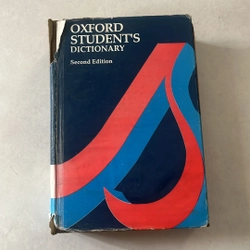 OXFORD
STUDENT'S
DICTIONARY
Second Edition